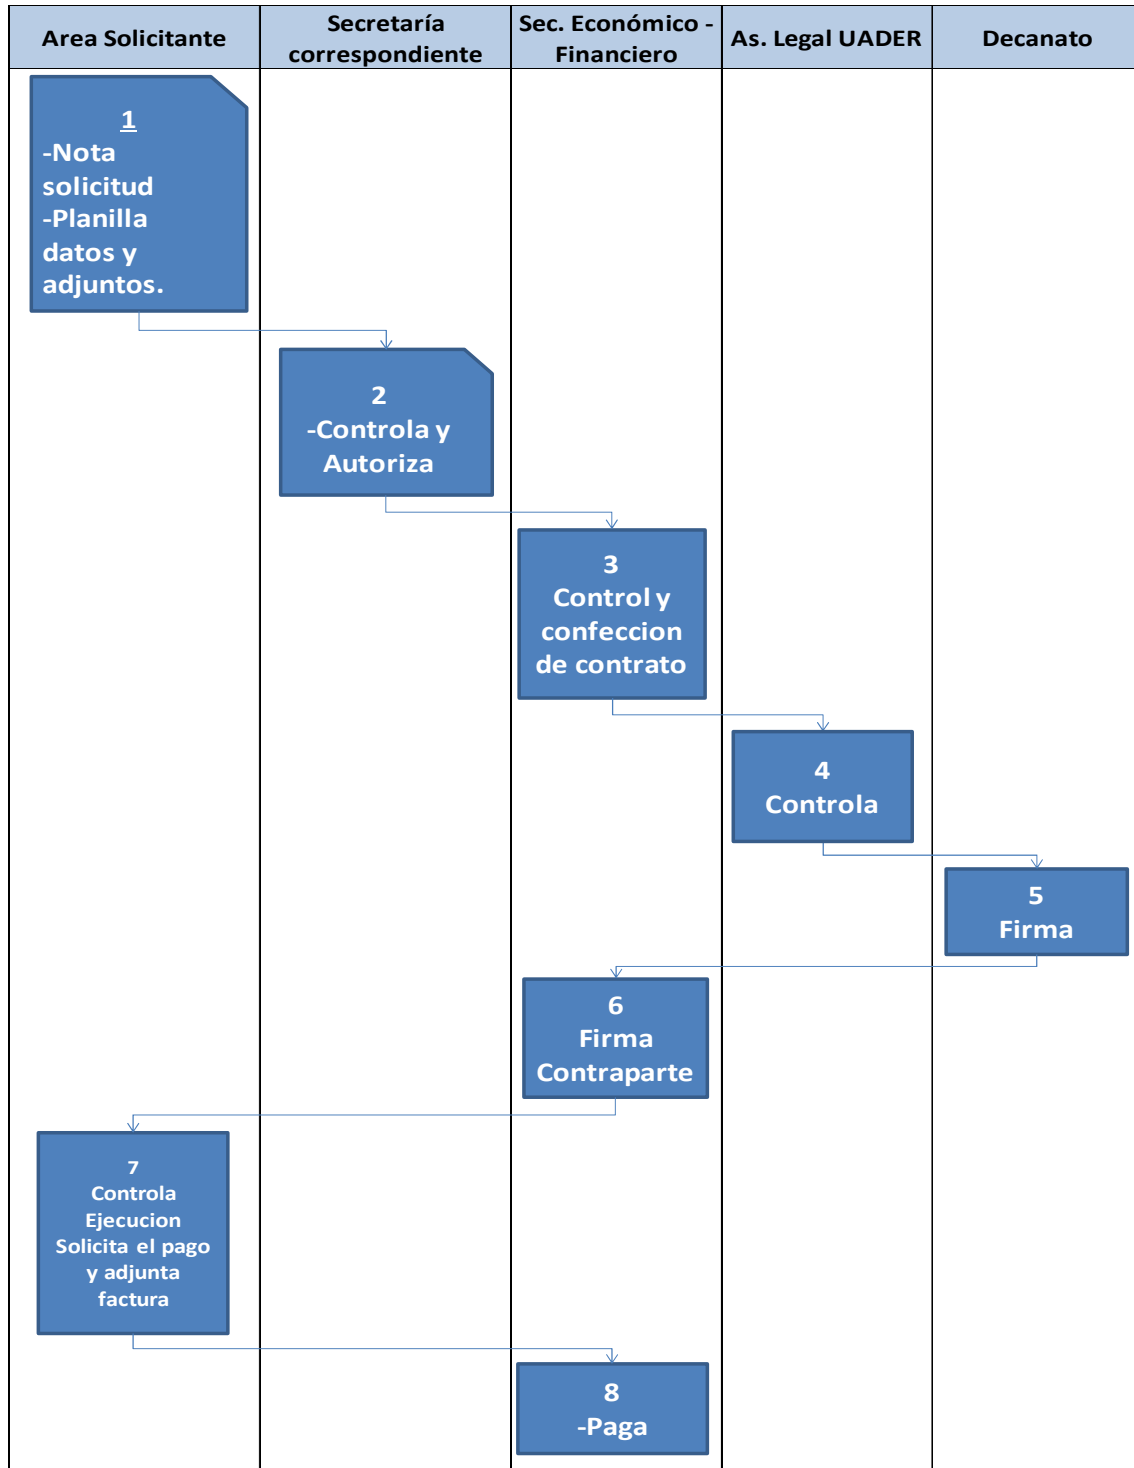 Area Solicitante
Secretaría
correspondiente
Sec. Económico -
Financiero
As. Legal UADER
Decanato
1
-Nota
solicitud
-Planilla
datos y
adjuntos.
2
-Controla y
Autoriza
3
Control y
confeccion
de contrato
4
Controla
5
Firma
6
Firma
Contraparte
7
Controla
Ejecucion
Solicita el pago
y adjunta
factura
8
-Paga